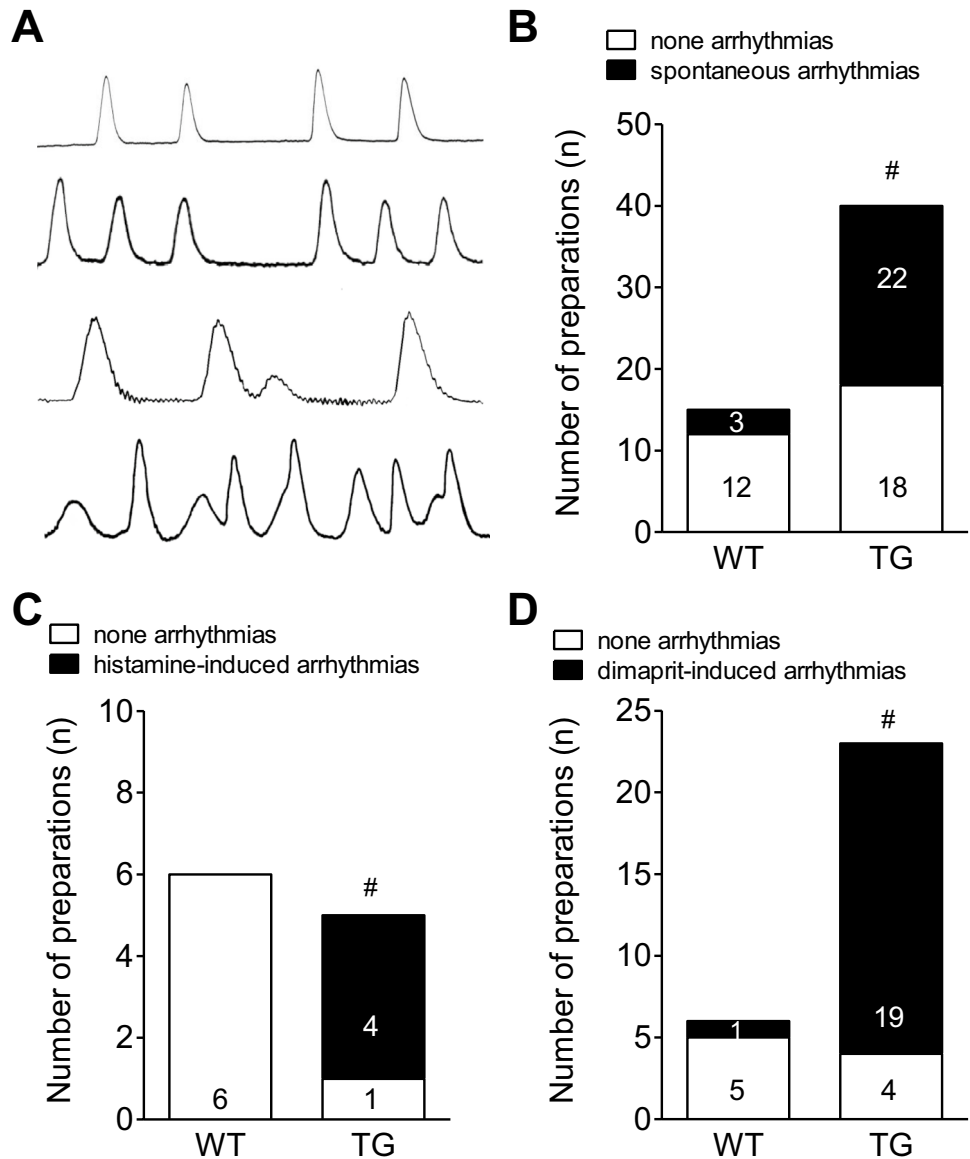 A
B
none arrhythmias
spontaneous arrhythmias
Number of preparations (n)
50
40
30
20
10
0
#
3
12
22
18
WT TG
C
none arrhythmias
histamine-induced arrhythmias
Number of preparations (n)
10
8
6
4
2
0
#
6
4
1
WT TG
D
none arrhythmias
dimaprit-induced arrhythmias
Number of preparations (n)
25
20
15
10
5
0
#
1
5
19
4
WT TG